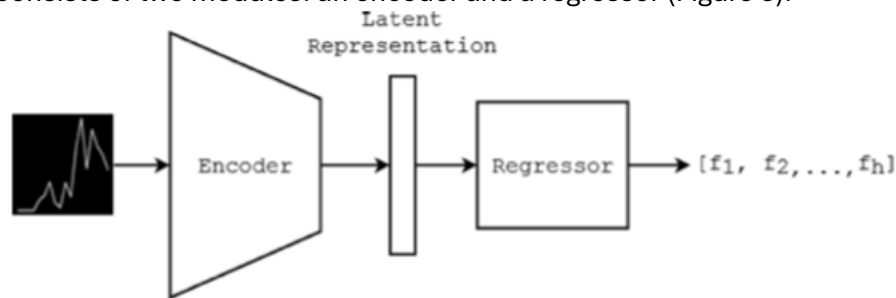 consists of two modules: an encoder and a regressor (Figure 3).
Latent
Representation
Encoder
Regressor
[f1, f2,...,fh]